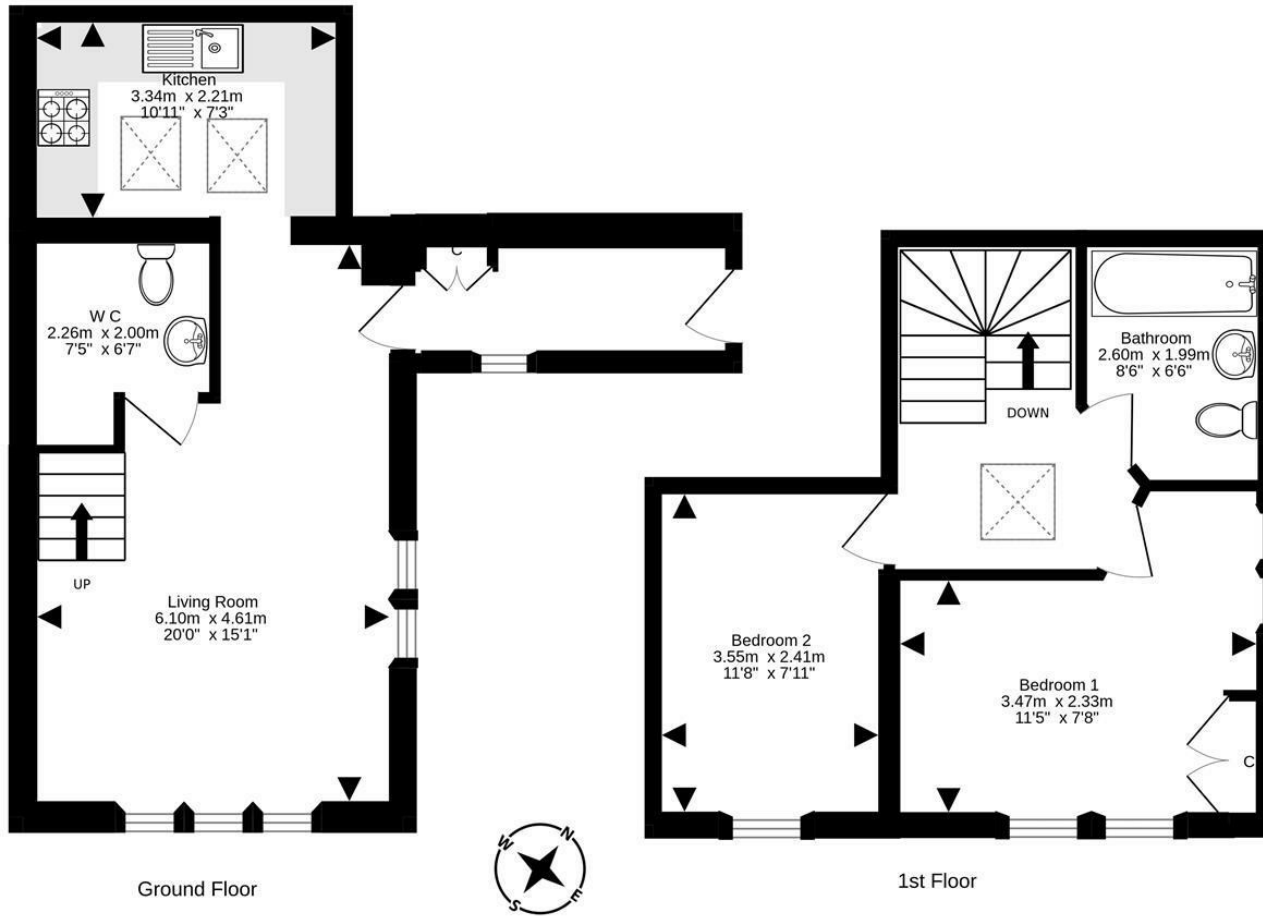 Kitchen
3.34m x 2.21m
10'11" x 7'3"
C
W C
2.26m x 2.00m
7'5" x 6'7"
UP
Living Room
6.10m x 4.61m
20'0" x 15'1"
Ground Floor
N
E
S
W
Bathroom
2.60m x 1.99m
8'6" x 6'6"
DOWN
Bedroom 2
3.55m x 2.41m
11'8" x 7'11"
Bedroom 1
3.47m x 2.33m
11'5" x 7'8"
C
1st Floor